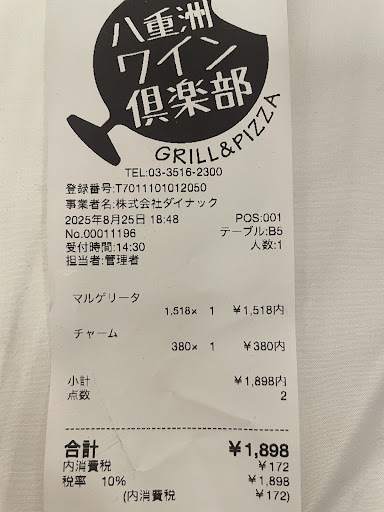 八重洲
ワイン
倶楽部
GRILL&PIZZA
TEL:03-3516-2300
登録番号:T7011101012050
事業者名:株式会社ダイナック
2025年8月25日 18:48 POS:001
No.00011196 テーブル:B5
受付時間:14:30 人数:1
担当者:管理者
マルゲリータ
1,518× 1 ¥1,518内
チャーム
380× 1 ¥380内
小計 ¥1,898内
点数 2
合計 ¥1,898
内消費税 ¥172
税率 10% ¥1,898
(内消費税 ¥172)